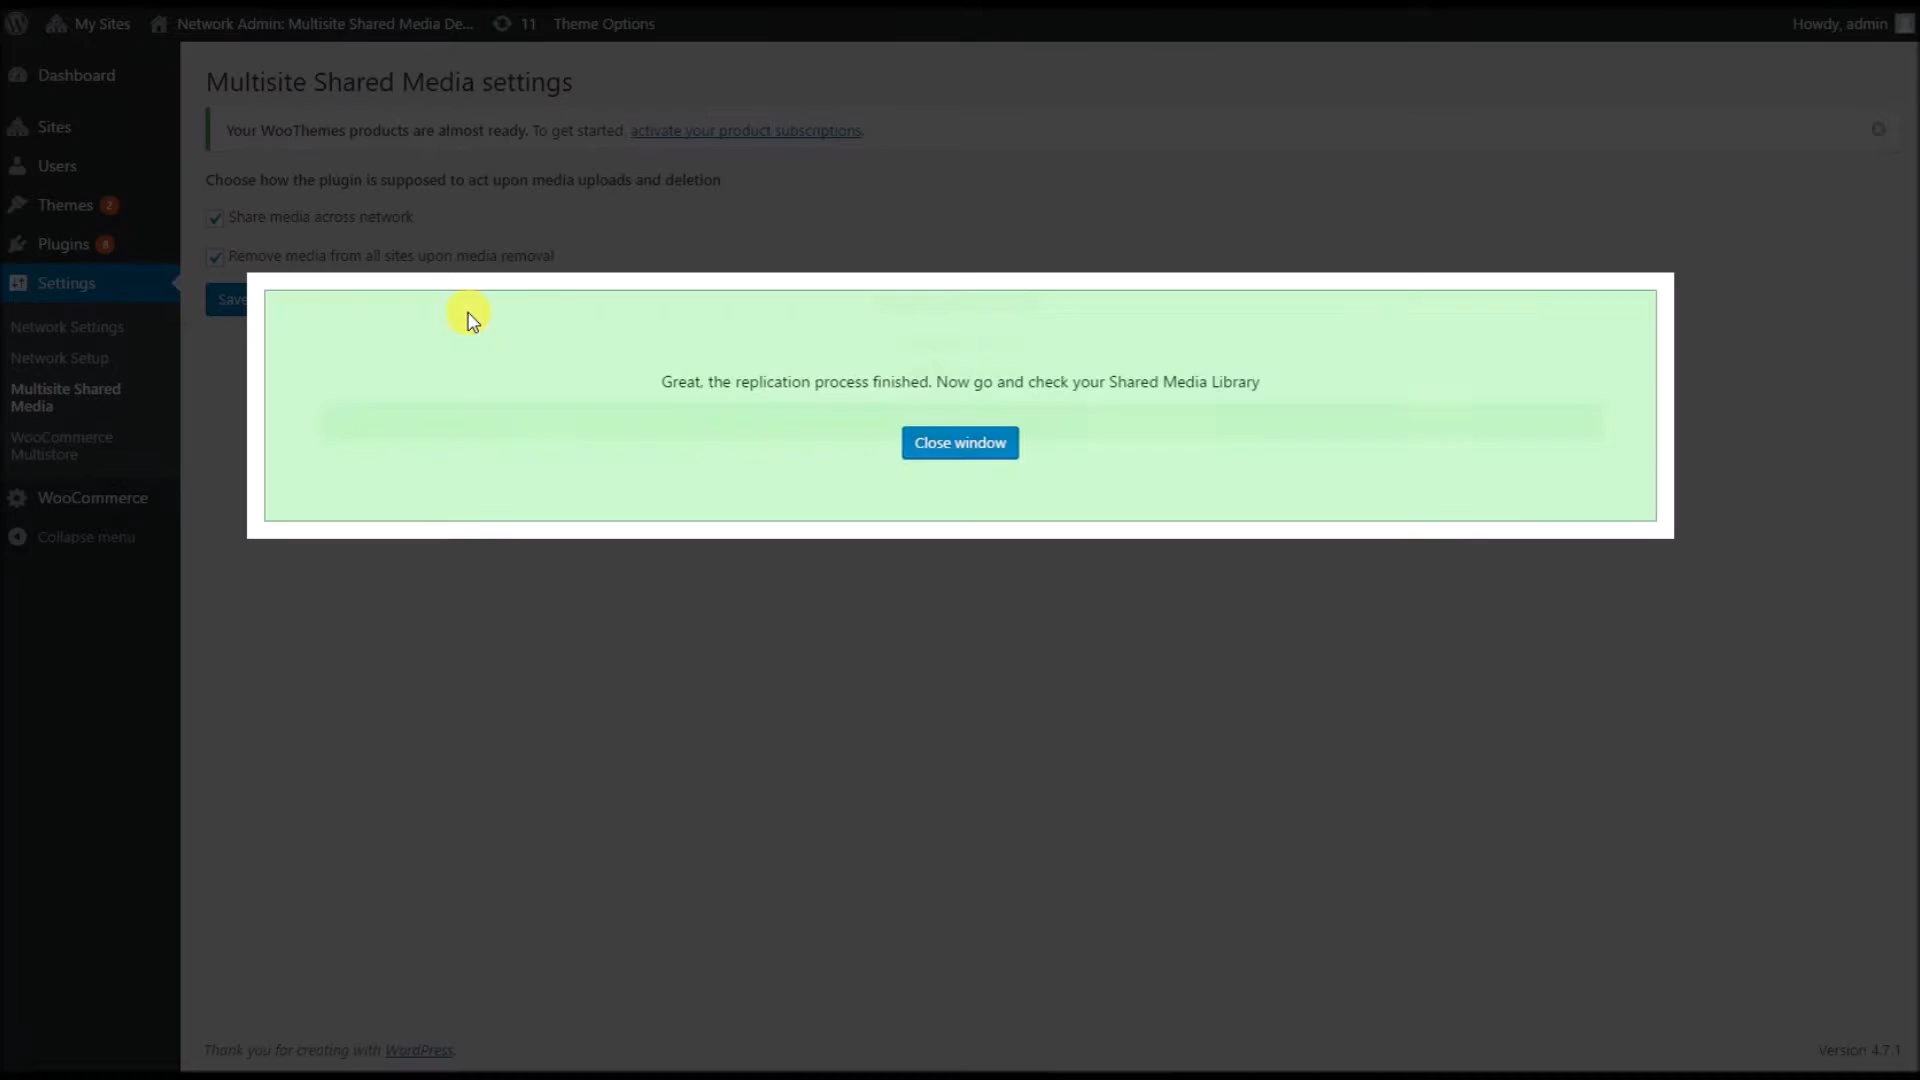 My Sites
Network Admin: Multisite Shared Media De...
11
Theme Options
Howdy, admin
Dashboard
Sites
Users
Themes 2
Plugins 8
Settings
Network Settings
Network Setup
Multisite Shared
Media
WooCommerce
Multistore
WooCommerce
Collapse menu
Multisite Shared Media settings
Your WooThemes products are almost ready. To get started, activate your product subscriptions.
Choose how the plugin is supposed to act upon media uploads and deletion
Share media across network
Remove media from all sites upon media removal
Save
Great, the replication process finished. Now go and check your Shared Media Library
Close window
Thank you for creating with WordPress.
Version 4.7.1